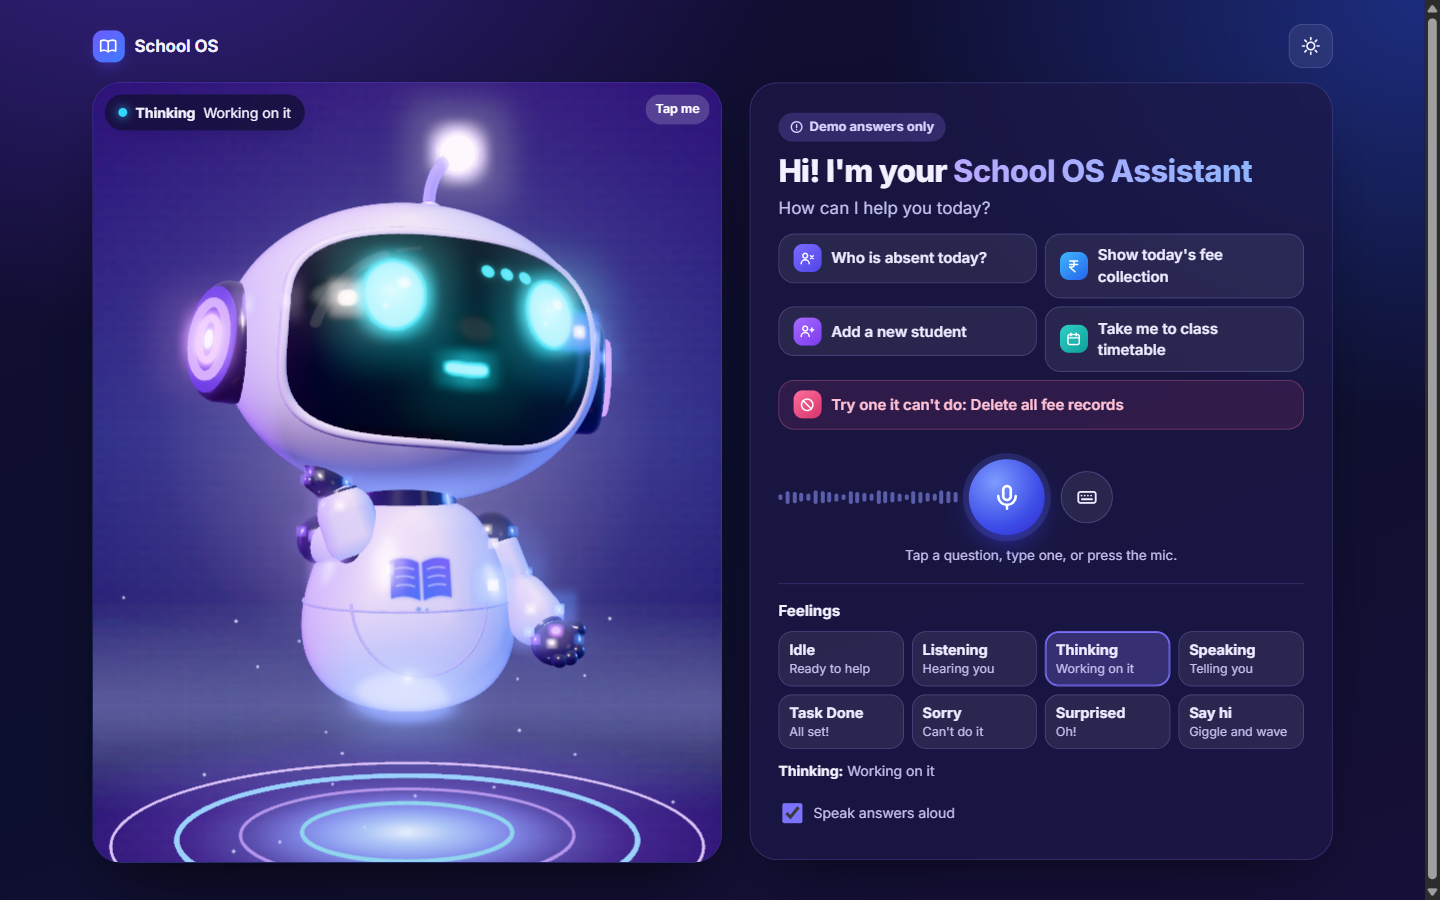 School OS
Thinking Working on it
Tap me
Demo answers only
Hi! I'm your School OS Assistant
How can I help you today?
Who is absent today?
Show today's fee
collection
Add a new student
Take me to class
timetable
Try one it can't do: Delete all fee records
Tap a question, type one, or press the mic.
Feelings
Idle
Ready to help
Listening
Hearing you
Thinking
Working on it
Speaking
Telling you
Task Done
All set!
Sorry
Can't do it
Surprised
Oh!
Say hi
Giggle and wave
Thinking: Working on it
Speak answers aloud